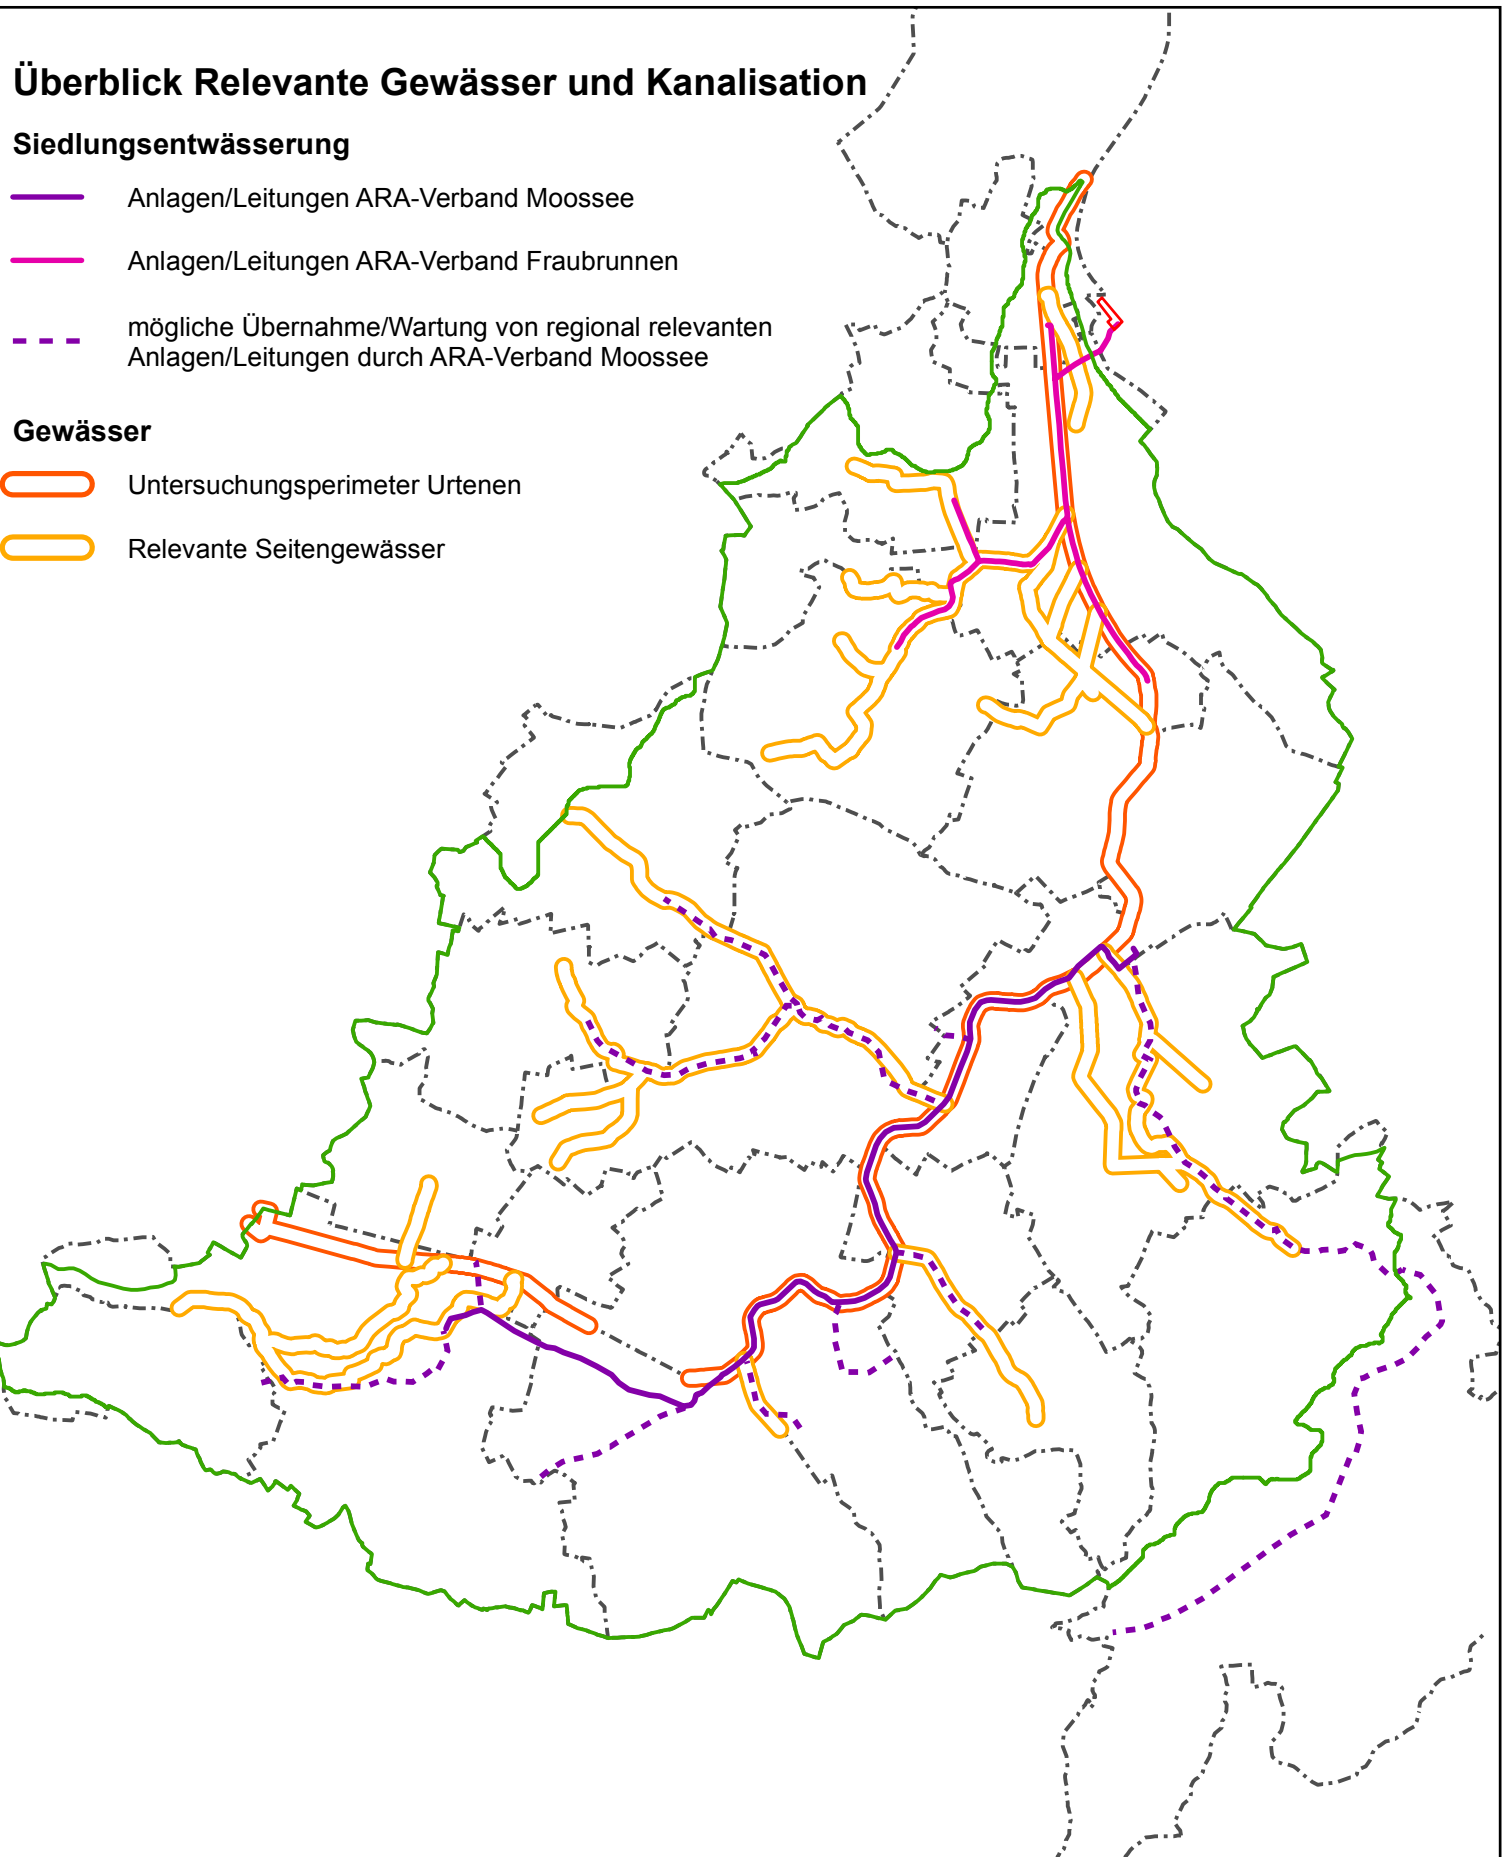 Überblick Relevante Gewässer und Kanalisation
Siedlungsentwässerung
Anlagen/Leitungen ARA-Verband Moossee
Anlagen/Leitungen ARA-Verband Fraubrunnen
mögliche Übernahme/Wartung von regional relevanten
Anlagen/Leitungen durch ARA-Verband Moossee
Gewässer
Untersuchungsperimeter Urtenen
Relevante Seitengewässer